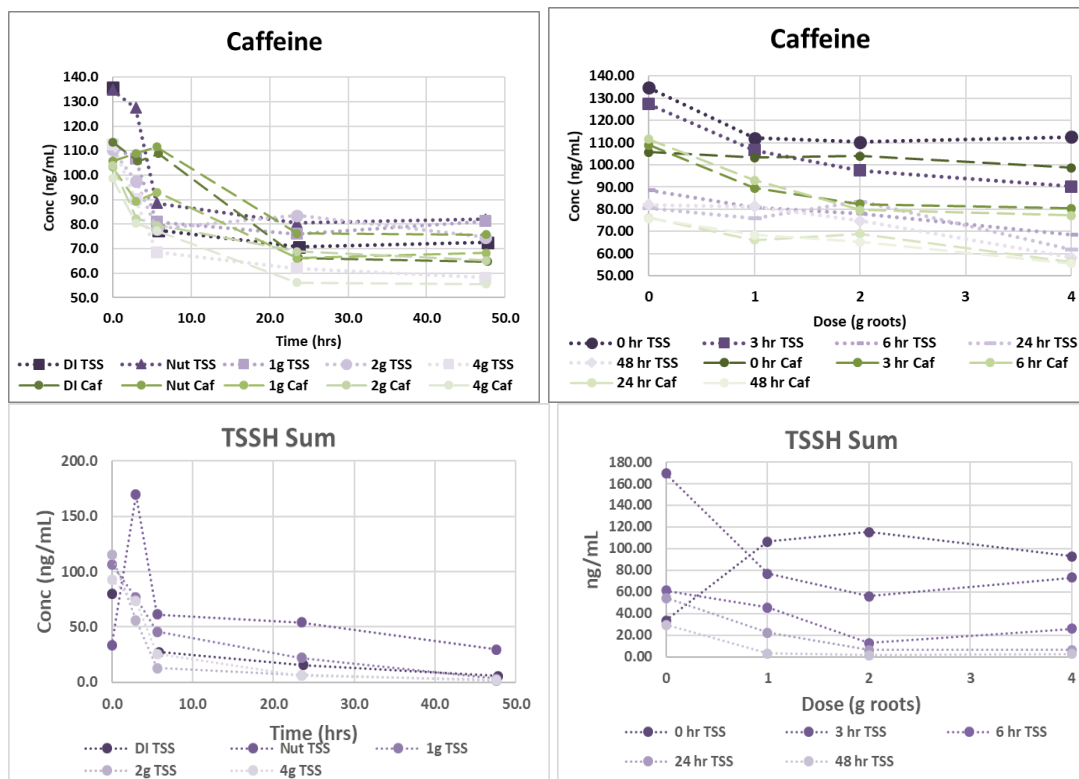 Caffeine
Conc (ng/mL)
140.0
130.0
120.0
110.0
100.0
90.0
80.0
70.0
60.0
50.0
0.0 10.0 20.0 30.0 40.0 50.0
Time (hrs)
DI TSS Nut TSS 1g TSS 2g TSS 4g TSS
DI Caf Nut Caf 1g Caf 2g Caf 4g Caf
Caffeine
Conc (ng/mL)
140.00
130.00
120.00
110.00
100.00
90.00
80.00
70.00
60.00
50.00
0 1 2 3 4
Dose (g roots)
0 hr TSS 3 hr TSS 6 hr TSS 24 hr TSS
48 hr TSS 0 hr Caf 3 hr Caf 6 hr Caf
24 hr Caf 48 hr Caf
TSSH Sum
Conc (ng/mL)
200.0
150.0
100.0
50.0
0.0
0.0 10.0 20.0 30.0 40.0 50.0
Time (hrs)
DI TSS Nut TSS 1g TSS
2g TSS 4g TSS
TSSH Sum
ng/mL
180.00
160.00
140.00
120.00
100.00
80.00
60.00
40.00
20.00
0.00
0 1 2 3 4
Dose (g roots)
0 hr TSS 3 hr TSS 6 hr TSS
24 hr TSS 48 hr TSS